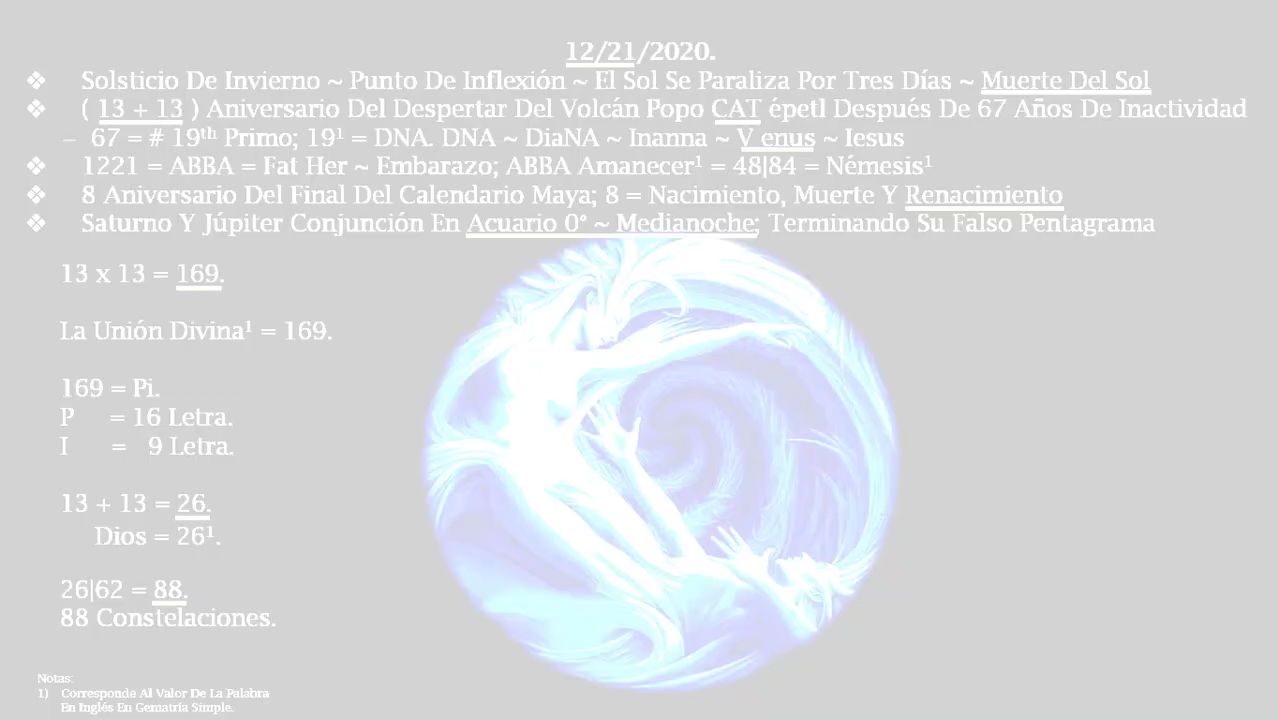 12/21/2020.
❖ Solsticio De Invierno ~ Punto De Inflexión ~ El Sol Se Paraliza Por Tres Días ~ Muerte Del Sol
❖ ( 13 + 13 ) Aniversario Del Despertar Del Volcán Popo CAT épetl Después De 67 Años De Inactividad
– 67 = # 19th Primo; 19¹ = DNA. DNA ~ DiaNA ~ Inanna ~ V enus ~ Iesus
❖ 1221 = ABBA = Fat Her ~ Embarazo; ABBA Amanecer¹ = 48|84 = Némesis¹
❖ 8 Aniversario Del Final Del Calendario Maya; 8 = Nacimiento, Muerte Y Renacimiento
❖ Saturno Y Júpiter Conjunción En Acuario 0° ~ Medianoche; Terminando Su Falso Pentagrama
13 x 13 = 169.
La Unión Divina¹ = 169.
169 = Pi.
P = 16 Letra.
I = 9 Letra.
13 + 13 = 26.
Dios = 26¹.
26|62 = 88.
88 Constelaciones.
Notas:
1) Corresponde Al Valor De La Palabra
En Inglés En Gematría Simple.